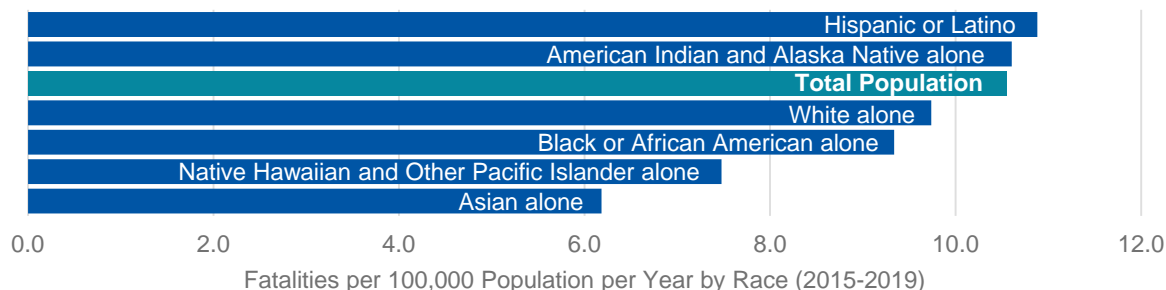 Hispanic or Latino
American Indian and Alaska Native alone
Total Population
White alone
Black or African American alone
Native Hawaiian and Other Pacific Islander alone
Asian alone
0.0 2.0 4.0 6.0 8.0 10.0 12.0
Fatalities per 100,000 Population per Year by Race (2015-2019)